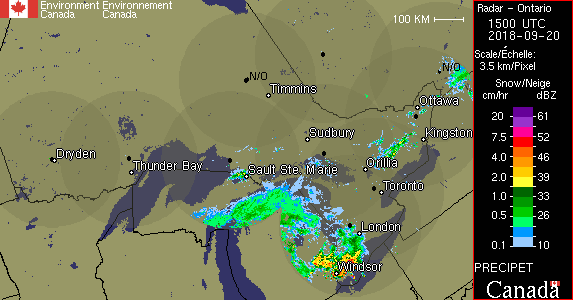 Environment Environnement
Canada Canada
100 KM
N/O
N/O
Timmins
Ottawa
Sudbury
Kingston
Dryden
Thunder Bay
Sault Ste. Marie
Orillia
Toronto
London
Windsor
Radar - Ontario
1500 UTC
2018-09-20
Scale/Échelle:
3.5 km/Pixel
Snow/Neige
cm/hr dBZ
20 61
7.5 52
4.0 46
2.0 39
1.0 33
0.5 26
0.1 10
PRECIPET
Canada